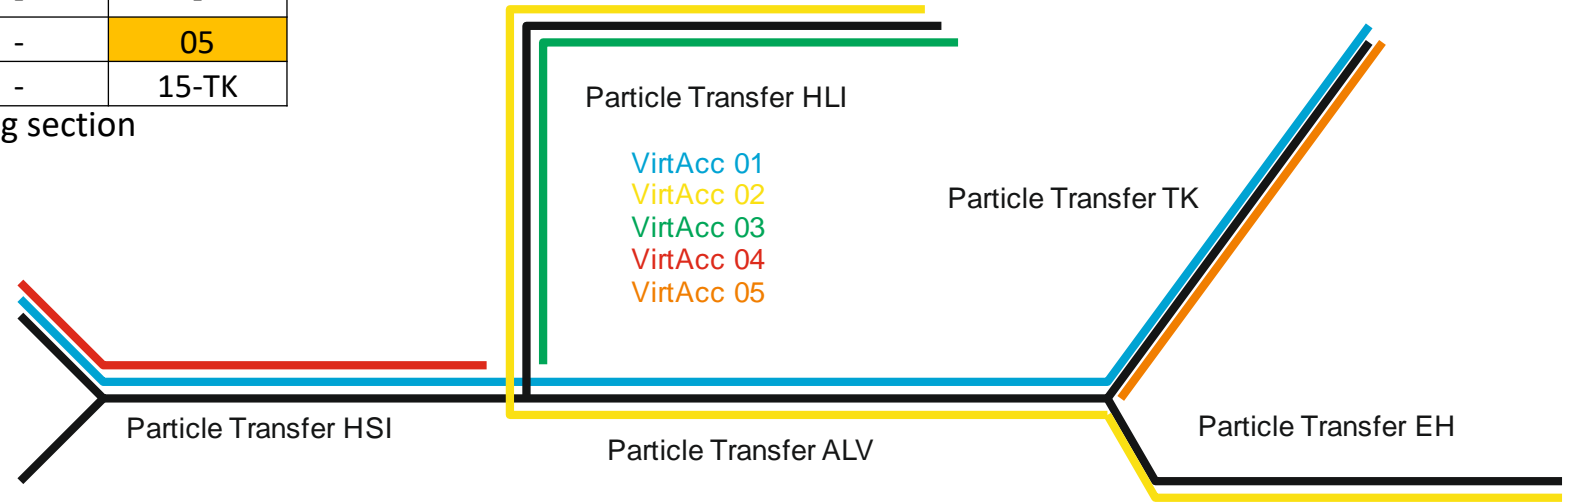 - 05
- 15-TK
g section
Particle Transfer HLI
VirtAcc 01
VirtAcc 02
VirtAcc 03
VirtAcc 04
VirtAcc 05
Particle Transfer TK
Particle Transfer HSI
Particle Transfer ALV
Particle Transfer EH